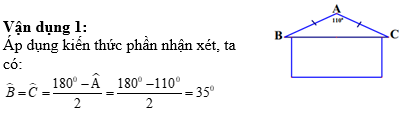 Vận dụng 1:
Áp dụng kiến thức phần nhận xét, ta
có:
B̂ = Ĉ = (180⁰ − Â)/2 = (180⁰ − 110⁰)/2 = 35⁰
A
110⁰
B
C